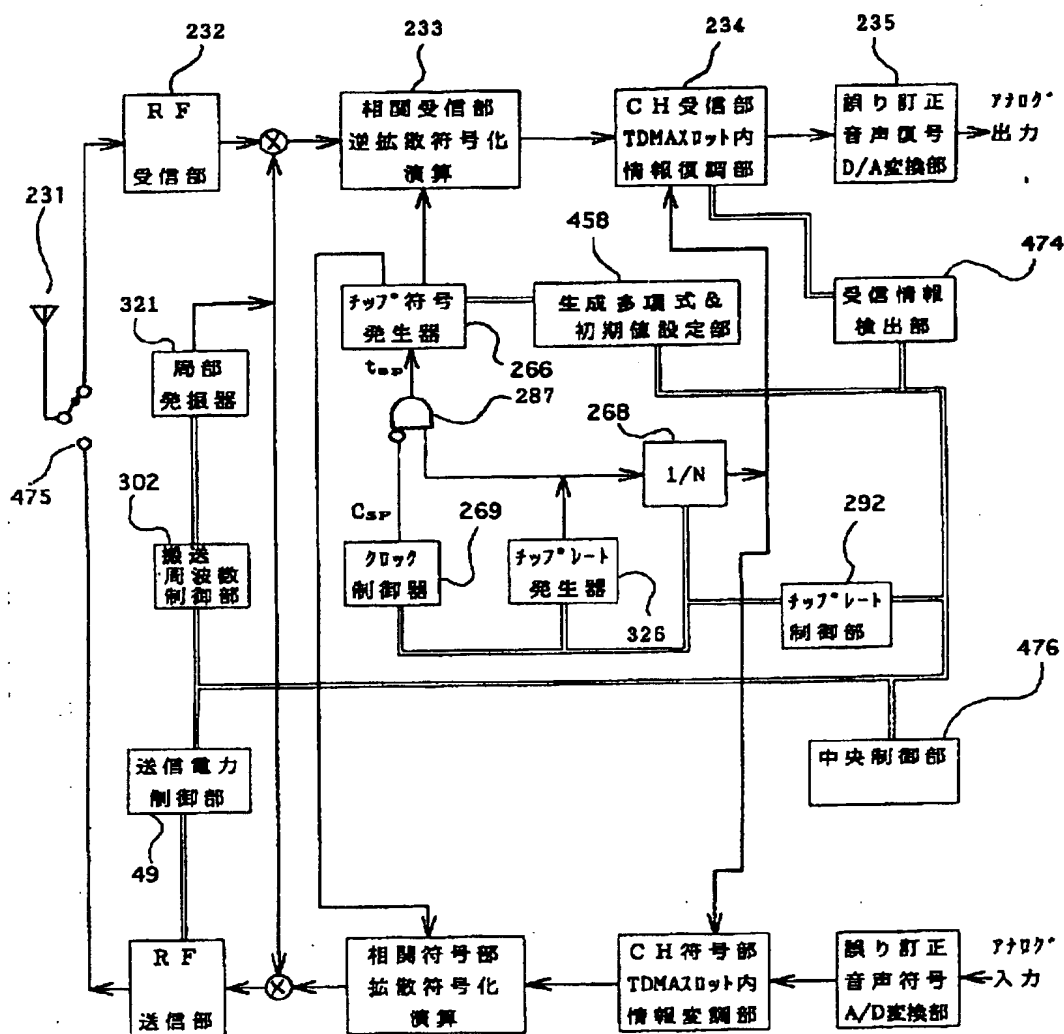 232
233
234
235
RF
受信部
相関受信部
逆拡散符号化
演算
CH受信部
TDMAスロット内
情報復調部
誤り訂正
音声復号
D/A変換部
アナログ
出力
231
321
局部
発振器
チップ符号
発生器
266
458
生成多項式&
初期値設定部
474
受信情報
検出部
tsp
287
268
1/N
475
302
搬送
周波数
制御部
Csp
クロック
制御器
269
チップレート
発生器
326
292
チップレート
制御部
476
中央制御部
送信電力
制御部
49
RF
送信部
相関符号部
拡散符号化
演算
CH符号部
TDMAスロット内
情報変調部
誤り訂正
音声符号
A/D変換部
アナログ
入力